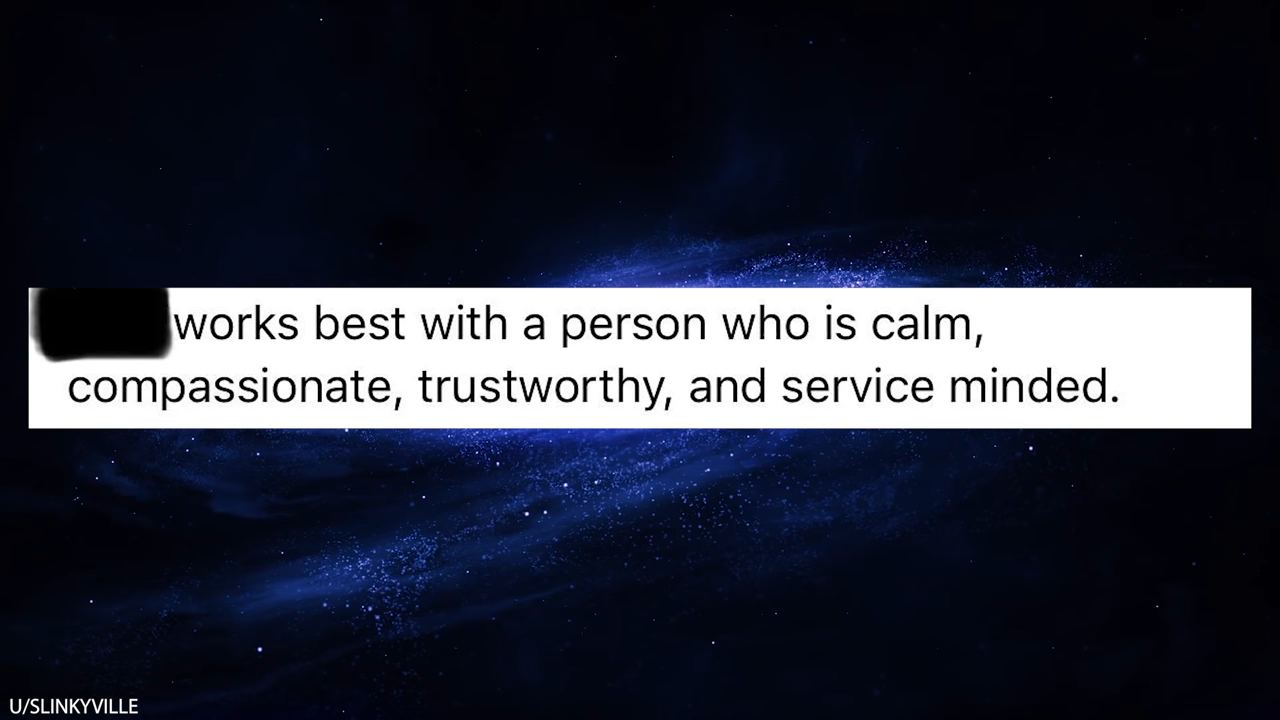 works best with a person who is calm,
compassionate, trustworthy, and service minded.
U/SLINKYVILLE